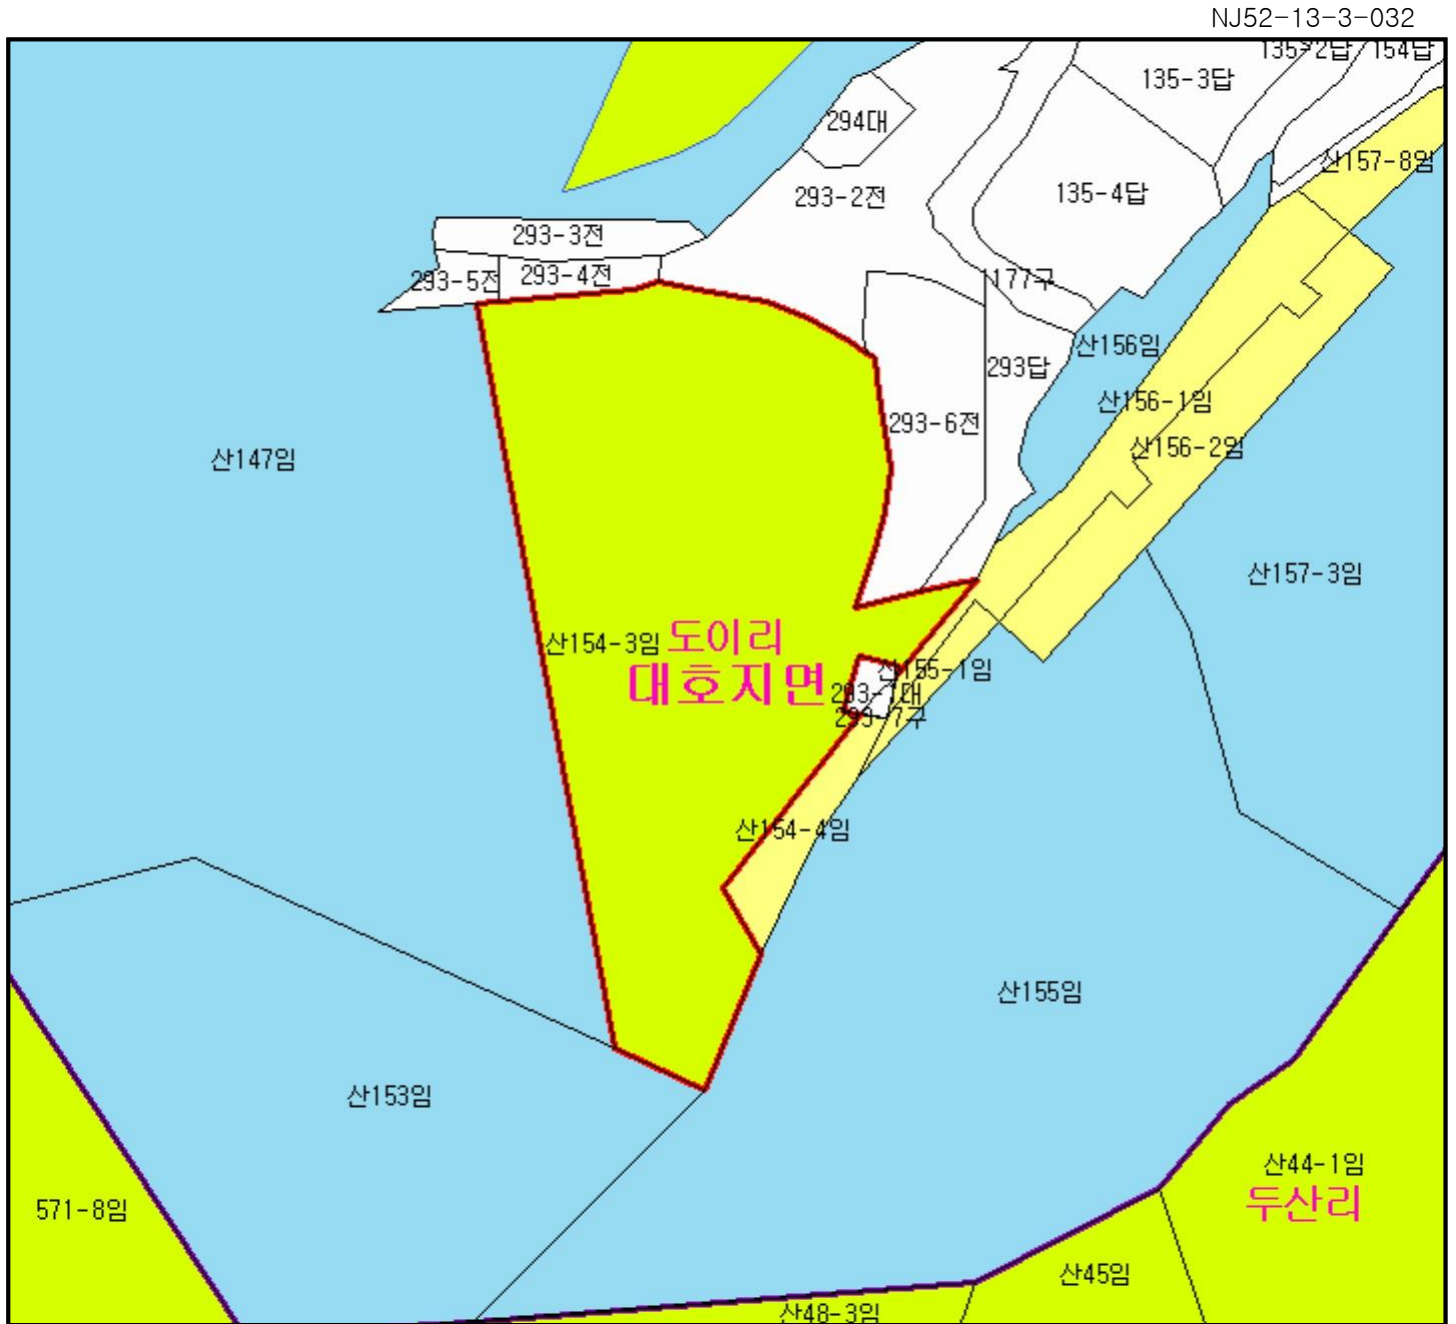 NJ52-13-3-032
135-2답
154답
135-3답
294대
산157-8임
293-2전
135-4답
293-3전
293-5전
293-4전
1177구
산156임
293답
산156-1임
293-6전
산156-2임
산147임
산157-3임
산154-3임
도이리
산155-1임
대호지면
293-1대
293-7구
산154-4임
산155임
산153임
산44-1임
571-8임
두산리
산45임
산48-3임